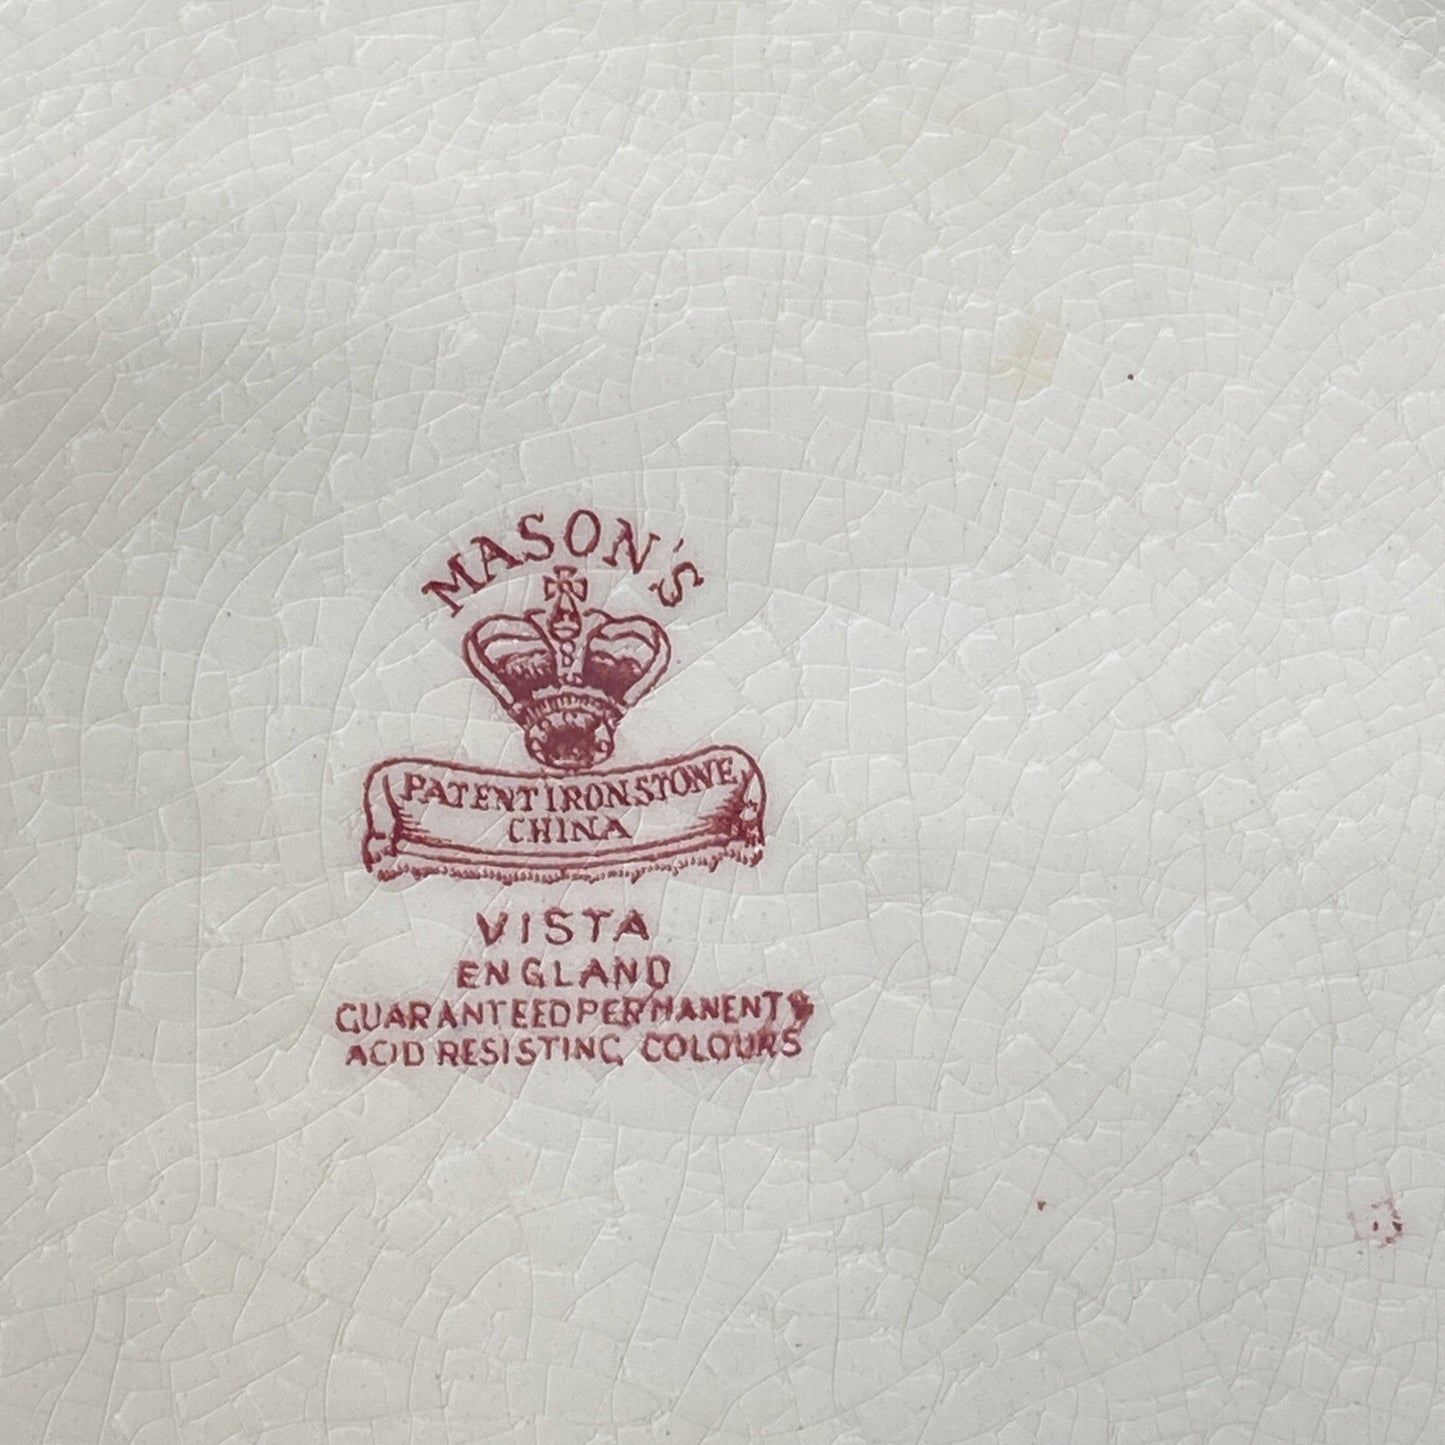 MASON'S
PATENT IRONSTONE
CHINA
VISTA
ENGLAND
GUARANTEED PERMANENT &
ACID RESISTING COLOURS